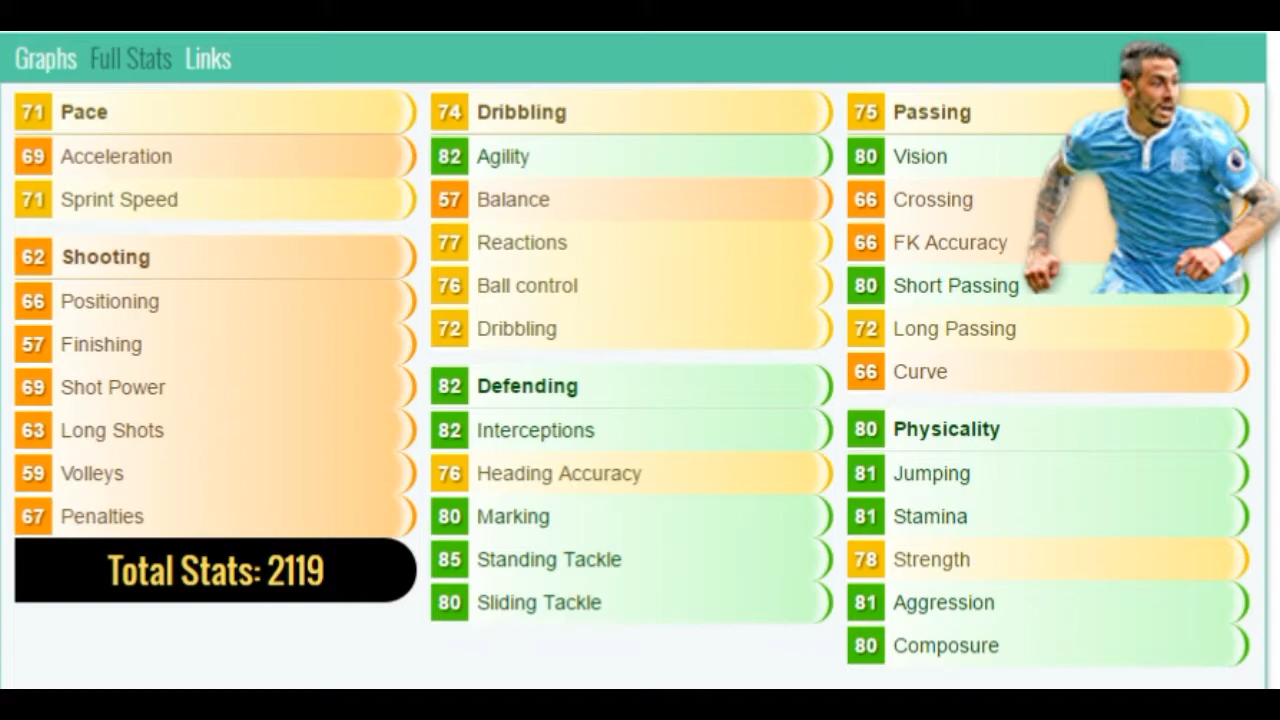 Graphs Full Stats Links
71 Pace
69 Acceleration
71 Sprint Speed
62 Shooting
66 Positioning
57 Finishing
69 Shot Power
63 Long Shots
59 Volleys
67 Penalties
Total Stats: 2119
74 Dribbling
82 Agility
57 Balance
77 Reactions
76 Ball control
72 Dribbling
82 Defending
82 Interceptions
76 Heading Accuracy
80 Marking
85 Standing Tackle
80 Sliding Tackle
75 Passing
80 Vision
66 Crossing
66 FK Accuracy
80 Short Passing
72 Long Passing
66 Curve
80 Physicality
81 Jumping
81 Stamina
78 Strength
81 Aggression
80 Composure